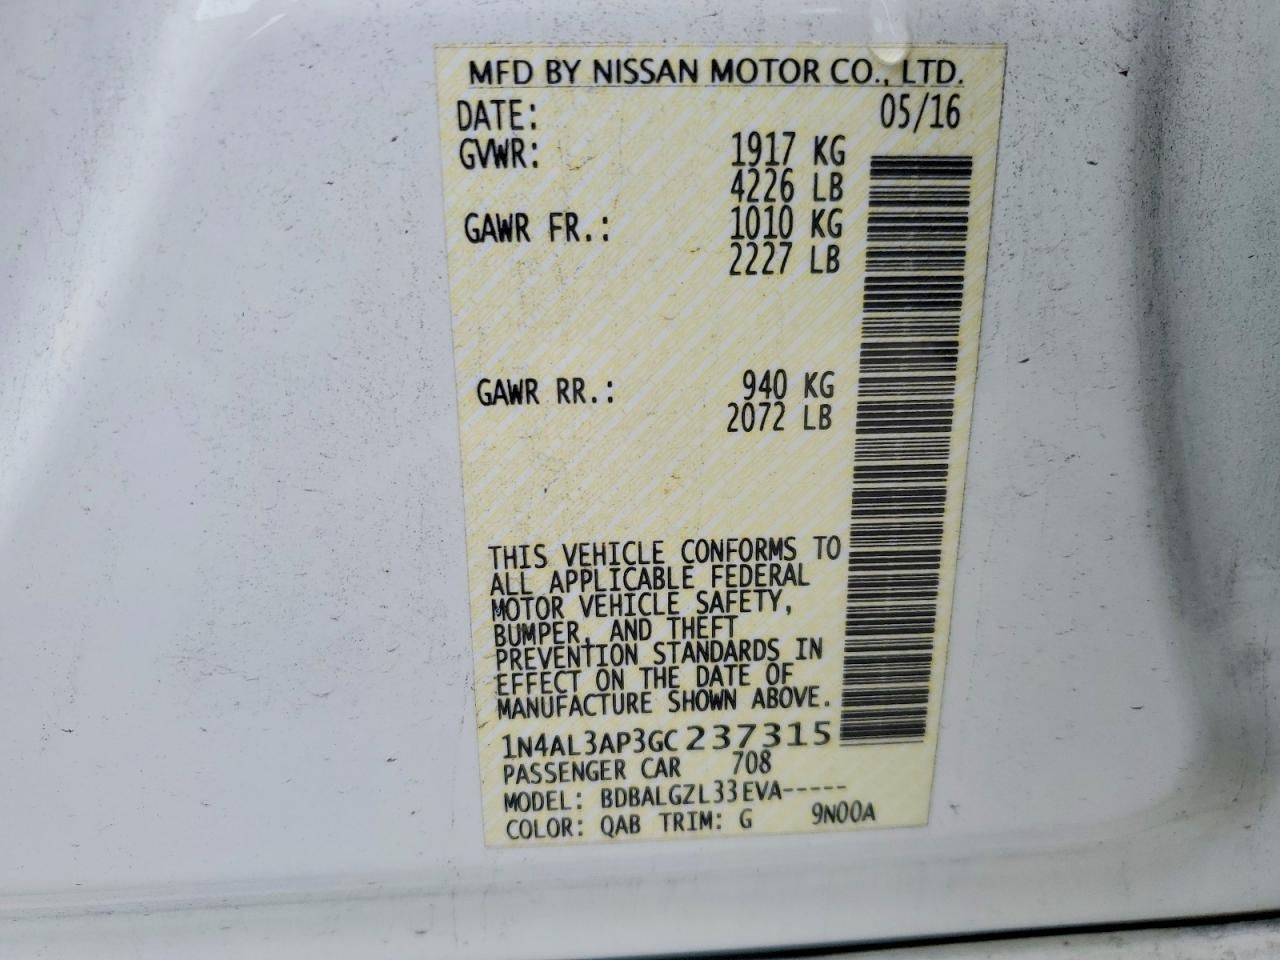 MFD BY NISSAN MOTOR CO., LTD.
DATE: 05/16
GVWR: 1917 KG
4226 LB
GAWR FR.: 1010 KG
2227 LB
GAWR RR.: 940 KG
2072 LB
THIS VEHICLE CONFORMS TO
ALL APPLICABLE FEDERAL
MOTOR VEHICLE SAFETY,
BUMPER, AND THEFT
PREVENTION STANDARDS IN
EFFECT ON THE DATE OF
MANUFACTURE SHOWN ABOVE.
1N4AL3AP3GC237315
PASSENGER CAR 708
MODEL: BDBALGZL33EVA-----
COLOR: QAB TRIM: G 9N00A